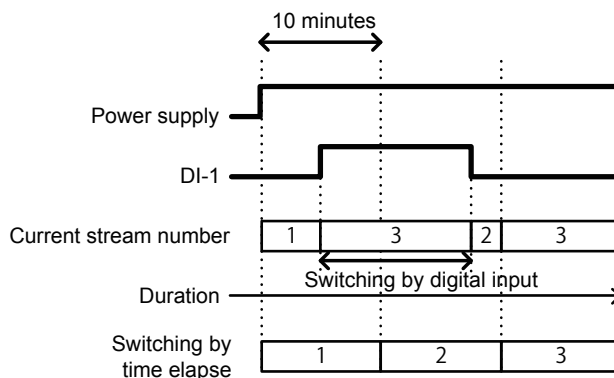 10 minutes
Power supply
DI-1
Current stream number
1 3 2 3
Switching by digital input
Duration
Switching by
time elapse
1 2 3